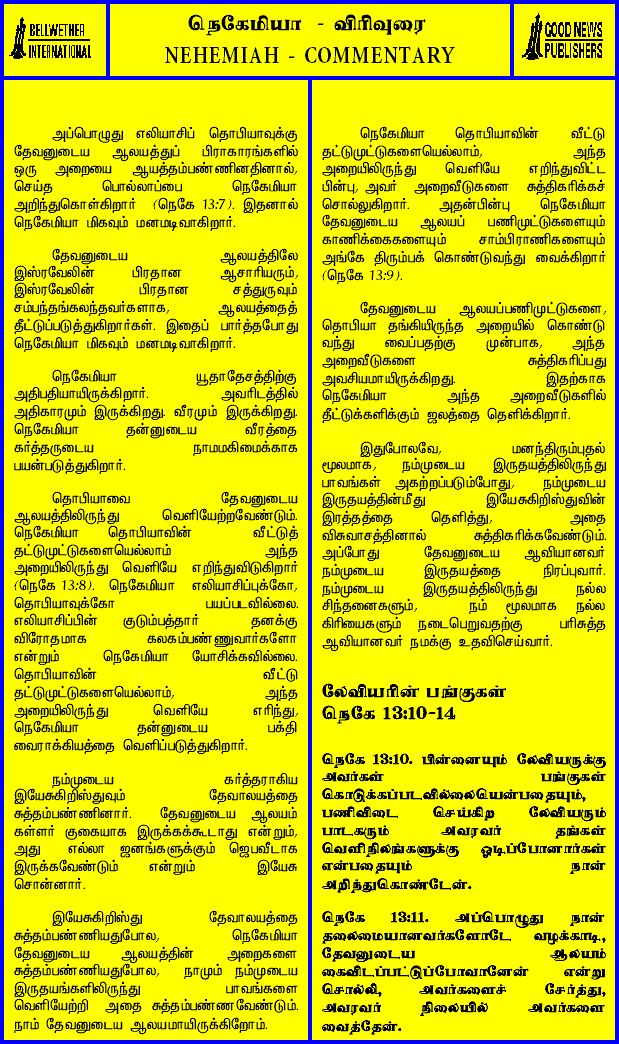 BELLWETHER
INTERNATIONAL
நெகேமியா - விரிவுரை
NEHEMIAH - COMMENTARY
GOOD NEWS
PUBLISHERS
அப்பொழுது எலியாசிப் தொபியாவுக்கு
தேவனுடைய ஆலயத்துப் பிராகாரங்களில்
ஒரு அறையை ஆயத்தம்பண்ணினதினால்,
செய்த பொல்லாப்பை நெகேமியா
அறிந்துகொள்கிறார் (நெகே 13:7). இதனால்
நெகேமியா மிகவும் மனமடிவாகிறார்.
தேவனுடைய ஆலயத்திலே
இஸ்ரவேலின் பிரதான ஆசாரியரும்,
இஸ்ரவேலின் பிரதான சத்துருவும்
சம்பந்தங்கலந்தவர்களாக, ஆலயத்தைத்
தீட்டுப்படுத்துகிறார்கள். இதைப் பார்த்தபோது
நெகேமியா மிகவும் மனமடிவாகிறார்.
நெகேமியா யூதாதேசத்திற்கு
அதிபதியாயிருக்கிறார். அவரிடத்தில்
அதிகாரமும் இருக்கிறது. வீரமும் இருக்கிறது.
நெகேமியா தன்னுடைய வீரத்தை
கர்த்தருடைய நாமமகிமைக்காக
பயன்படுத்துகிறார்.
தொபியாவை தேவனுடைய
ஆலயத்திலிருந்து வெளியேற்றவேண்டும்.
நெகேமியா தொபியாவின் வீட்டுத்
தட்டுமுட்டுகளையெல்லாம் அந்த
அறையிலிருந்து வெளியே எறிந்துவிடுகிறார்
(நெகே 13:8). நெகேமியா எலியாசிப்புக்கோ,
தொபியாவுக்கோ பயப்படவில்லை.
எலியாசிப்பின் குடும்பத்தார் தனக்கு
விரோதமாக கலகம்பண்ணுவார்களோ
என்றும் நெகேமியா யோசிக்கவில்லை.
தொபியாவின் வீட்டு
தட்டுமுட்டுகளையெல்லாம், அந்த
அறையிலிருந்து வெளியே எரிந்து,
நெகேமியா தன்னுடைய பக்தி
வைராக்கியத்தை வெளிப்படுத்துகிறார்.
நம்முடைய கர்த்தராகிய
இயேசுகிறிஸ்துவும் தேவாலயத்தை
சுத்தம்பண்ணினார். தேவனுடைய ஆலயம்
கள்ளர் குகையாக இருக்கக்கூடாது என்றும்,
அது எல்லா ஜனங்களுக்கும் ஜெபவீடாக
இருக்கவேண்டும் என்றும் இயேசு
சொன்னார்.
இயேசுகிறிஸ்து தேவாலயத்தை
சுத்தம்பண்ணியதுபோல, நெகேமியா
தேவனுடைய ஆலயத்தின் அறைகளை
சுத்தம்பண்ணியதுபோல, நாமும் நம்முடைய
இருதயங்களிலிருந்து பாவங்களை
வெளியேற்றி அதை சுத்தம்பண்ணவேண்டும்.
நாம் தேவனுடைய ஆலயமாயிருக்கிறோம்.
நெகேமியா தொபியாவின் வீட்டு
தட்டுமுட்டுகளையெல்லாம், அந்த
அறையிலிருந்து வெளியே எறிந்துவிட்ட
பின்பு, அவர் அறைவீடுகளை சுத்திகரிக்கச்
சொல்லுகிறார். அதன்பின்பு நெகேமியா
தேவனுடைய ஆலயப் பணிமுட்டுகளையும்
காணிக்கைகளையும் சாம்பிராணிகளையும்
அங்கே திரும்பக் கொண்டுவந்து வைக்கிறார்
(நெகே 13:9).
தேவனுடைய ஆலயப்பணிமுட்டுகளை,
தொபியா தங்கியிருந்த அறையில் கொண்டு
வந்து வைப்பதற்கு முன்பாக, அந்த
அறைவீடுகளை சுத்திகரிப்பது
அவசியமாயிருக்கிறது. இதற்காக
நெகேமியா அந்த அறைவீடுகளில்
தீட்டுக்களிக்கும் ஜலத்தை தெளிக்கிறார்.
இதுபோலவே, மனந்திரும்புதல்
மூலமாக, நம்முடைய இருதயத்திலிருந்து
பாவங்கள் அகற்றப்படும்போது, நம்முடைய
இருதயத்தின்மீது இயேசுகிறிஸ்துவின்
இரத்தத்தை தெளித்து, அதை
விசுவாசத்தினால் சுத்திகரிக்கவேண்டும்.
அப்போது தேவனுடைய ஆவியானவர்
நம்முடைய இருதயத்தை நிரப்புவார்.
நம்முடைய இருதயத்திலிருந்து நல்ல
சிந்தனைகளும், நம் மூலமாக நல்ல
கிரியைகளும் நடைபெறுவதற்கு பரிசுத்த
ஆவியானவர் நமக்கு உதவிசெய்வார்.
லேவியரின் பங்குகள்
நெகே 13:10-14
நெகே 13:10. பின்னையும் லேவியருக்கு
அவர்கள் பங்குகள்
கொடுக்கப்படவில்லையென்பதையும்,
பணிவிடை செய்கிற லேவியரும்
பாடகரும் அவரவர் தங்கள்
வெளிநிலங்களுக்கு ஓடிப்போனார்கள்
என்பதையும் நான்
அறிந்துகொண்டேன்.
நெகே 13:11. அப்பொழுது நான்
தலைமையானவர்களோடே வழக்காடி,
தேவனுடைய ஆலயம்
கைவிடப்பட்டுப்போவானேன் என்று
சொல்லி, அவர்களைச் சேர்த்து,
அவரவர் நிலையில் அவர்களை
வைத்தேன்.